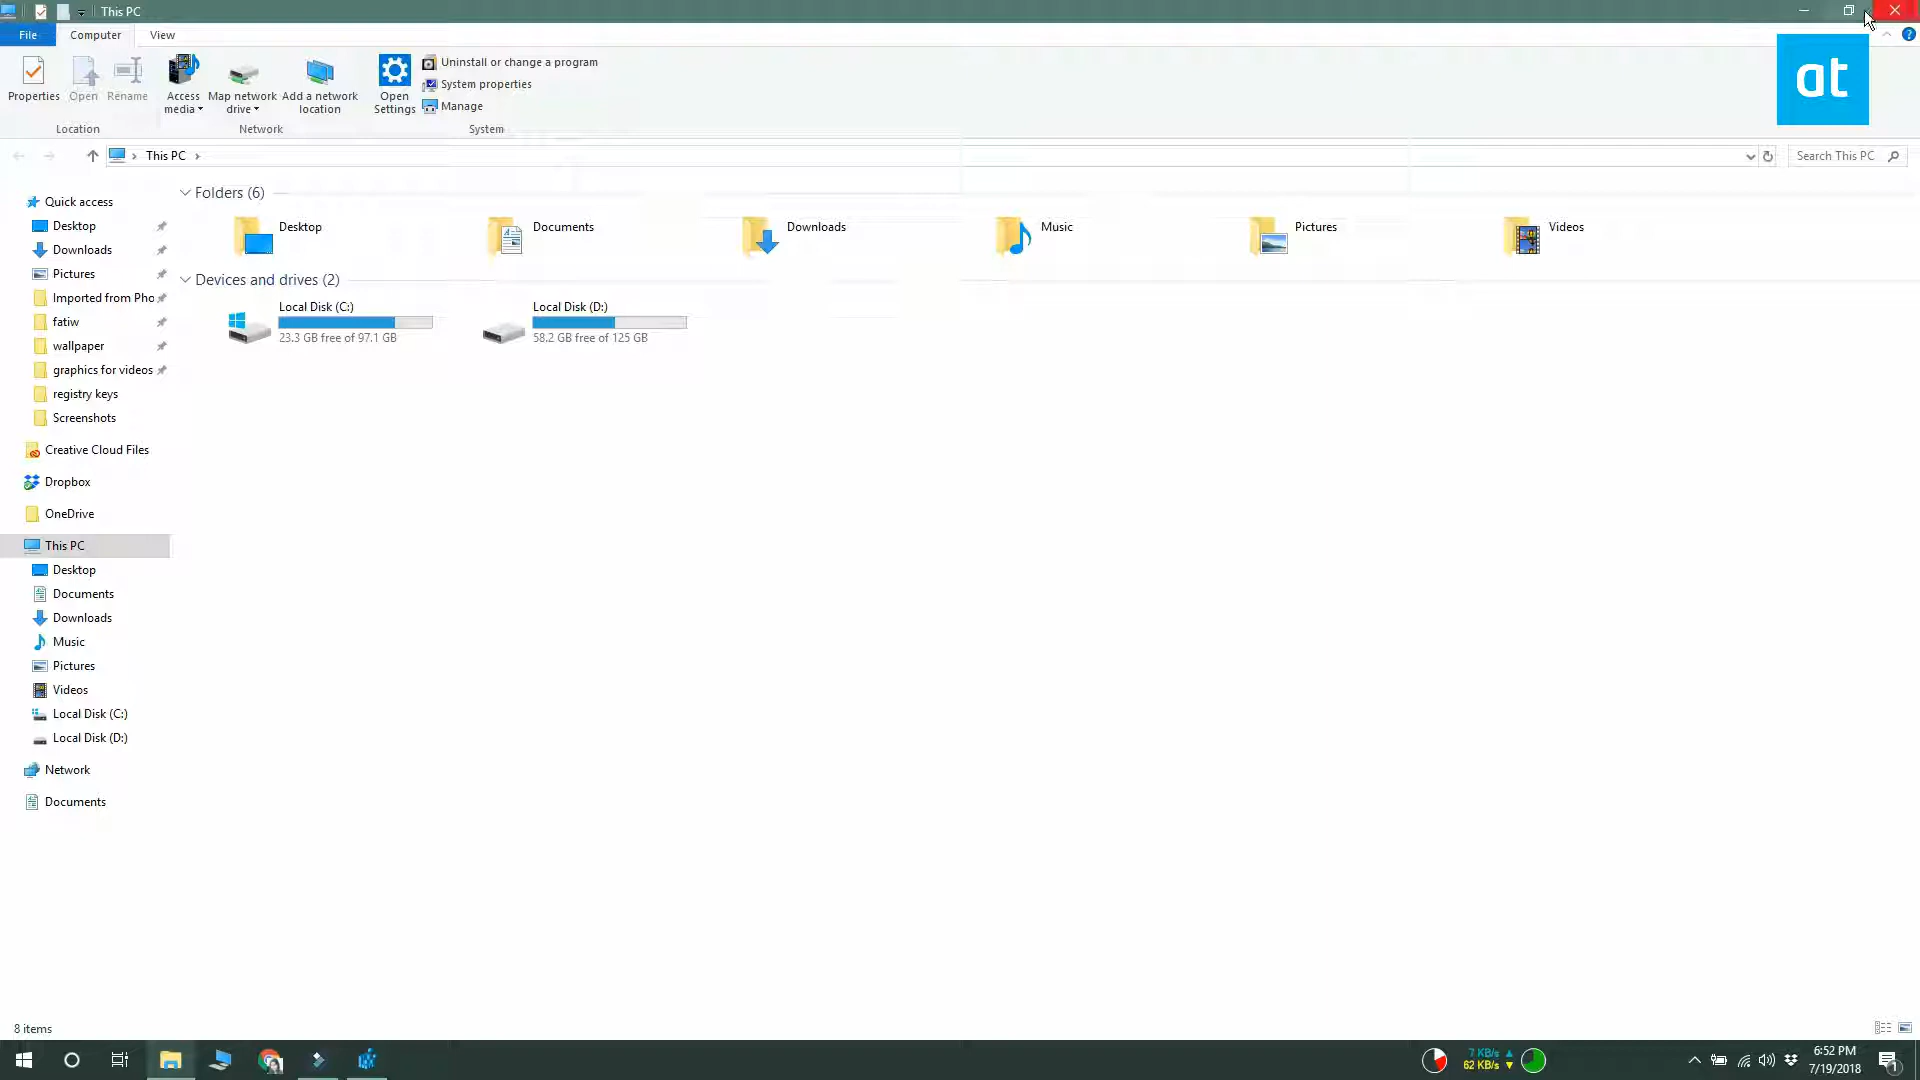 This PC
File Computer View
at
Properties Open Rename
Access media
Map network drive
Add a network location
Open Settings
Uninstall or change a program
System properties
Manage
Location Network System
This PC
Search This PC
Quick access
Desktop
Downloads
Pictures
Imported from Pho
fatiw
wallpaper
graphics for videos
registry keys
Screenshots
Creative Cloud Files
Dropbox
OneDrive
This PC
Desktop
Documents
Downloads
Music
Pictures
Videos
Local Disk (C:)
Local Disk (D:)
Network
Documents
Folders (6)
Desktop Documents Downloads Music Pictures Videos
Devices and drives (2)
Local Disk (C:)
23.3 GB free of 97.1 GB
Local Disk (D:)
58.2 GB free of 125 GB
8 items
7 KB/s
62 KB/s
6:52 PM
7/19/2018
1